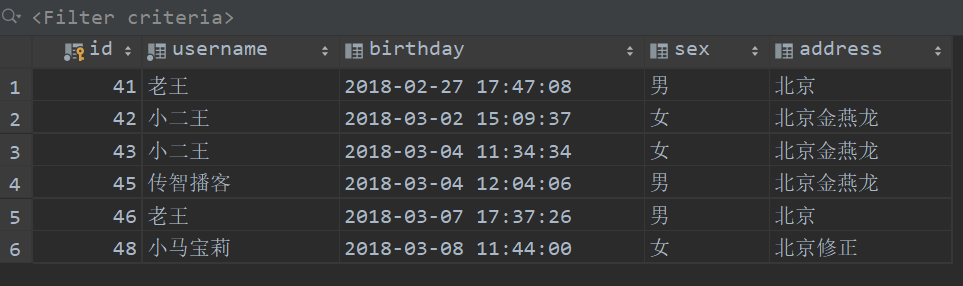 <Filter criteria>
id username birthday sex address
1 41 老王 2018-02-27 17:47:08 男 北京
2 42 小二王 2018-03-02 15:09:37 女 北京金燕龙
3 43 小二王 2018-03-04 11:34:34 女 北京金燕龙
4 45 传智播客 2018-03-04 12:04:06 男 北京金燕龙
5 46 老王 2018-03-07 17:37:26 男 北京
6 48 小马宝莉 2018-03-08 11:44:00 女 北京修正